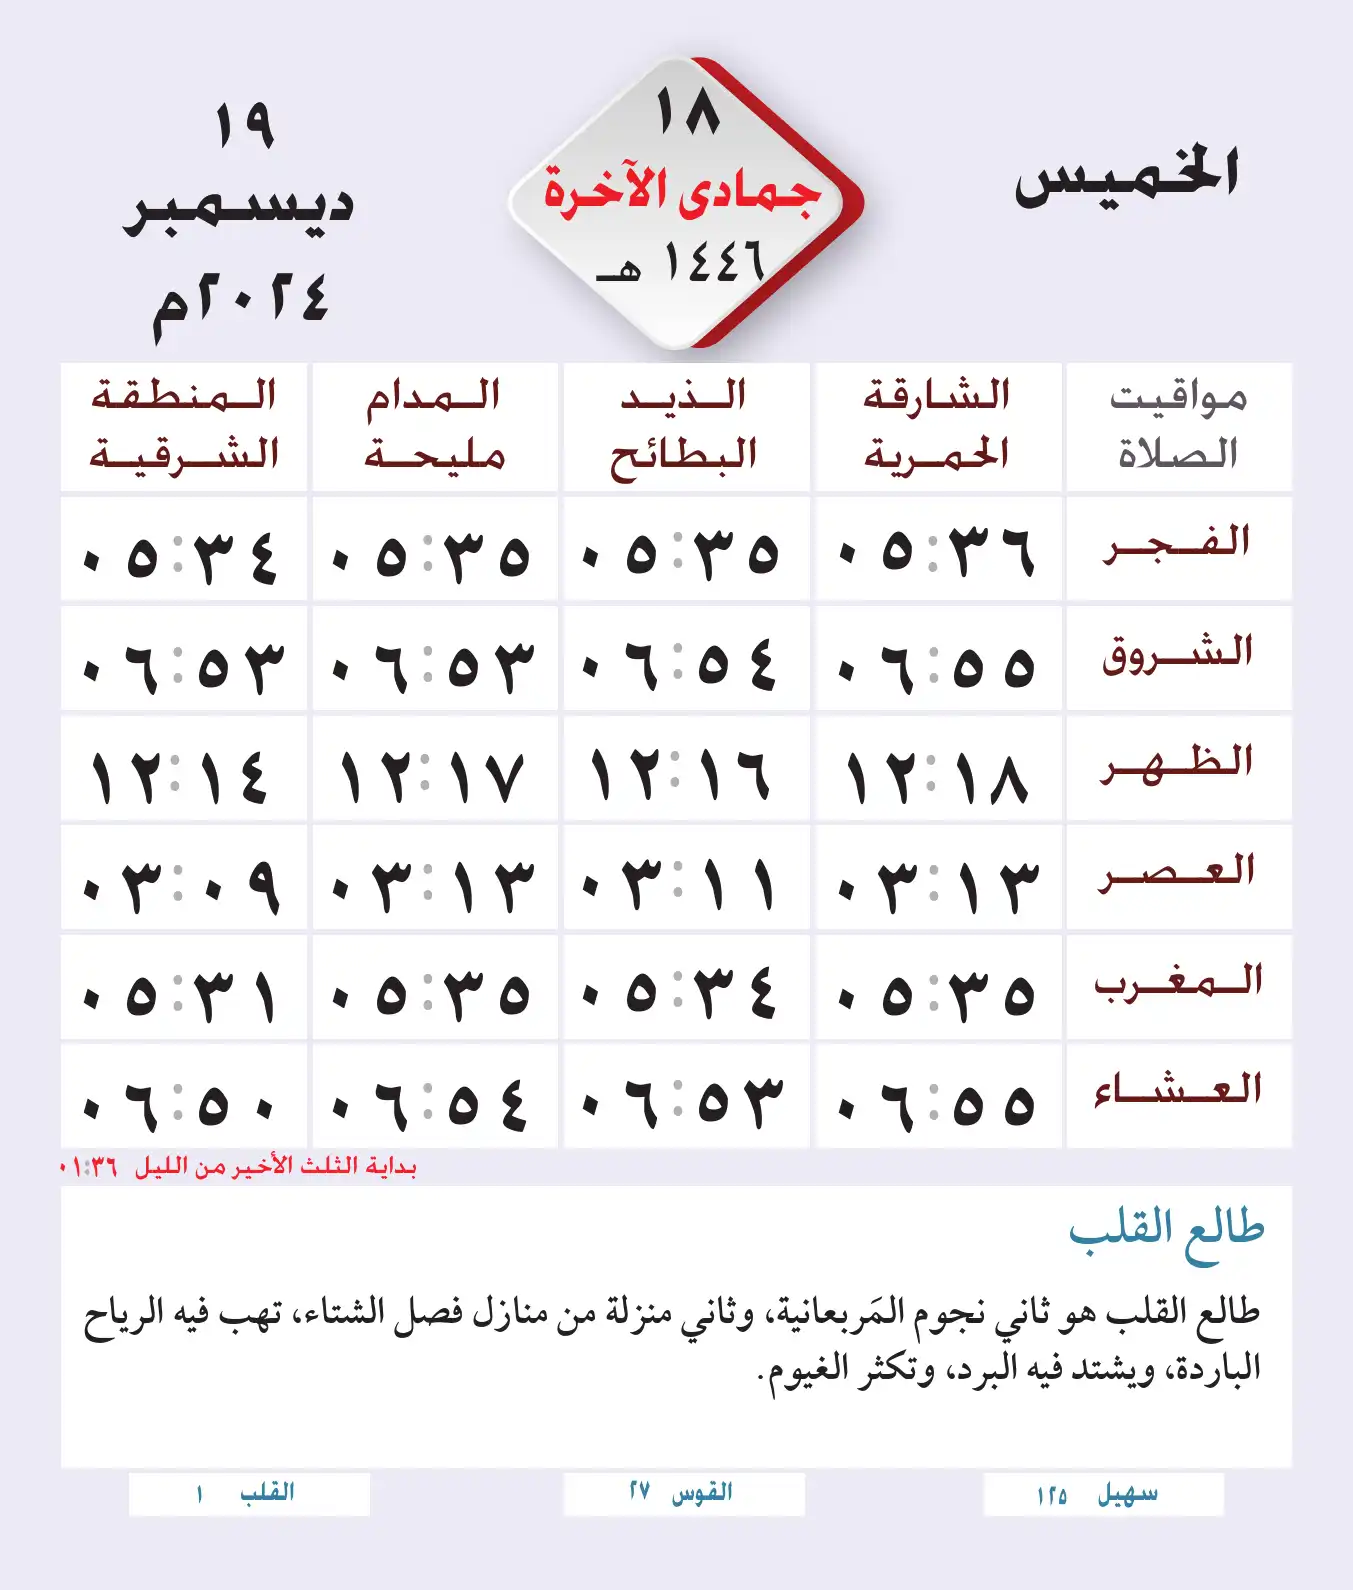 الخميس
١٨
جمادى الآخرة
١٤٤٦ هـ
١٩
ديسمبر
٢٠٢٤م
مواقيت الصلاة
الشارقة الحمرية
الذيد البطائح
المدام مليحة
المنطقة الشرقية
الفجر ٠٥:٣٦ ٠٥:٣٥ ٠٥:٣٥ ٠٥:٣٤
الشروق ٠٦:٥٥ ٠٦:٥٤ ٠٦:٥٣ ٠٦:٥٣
الظهر ١٢:١٨ ١٢:١٦ ١٢:١٧ ١٢:١٤
العصر ٠٣:١٣ ٠٣:١١ ٠٣:١٣ ٠٣:٠٩
المغرب ٠٥:٣٥ ٠٥:٣٤ ٠٥:٣٥ ٠٥:٣١
العشاء ٠٦:٥٥ ٠٦:٥٣ ٠٦:٥٤ ٠٦:٥٠
بداية الثلث الأخير من الليل ٠١:٣٦
طالع القلب
طالع القلب هو ثاني نجوم المَربعانية، وثاني منزلة من منازل فصل الشتاء، تهب فيه الرياح
الباردة، ويشتد فيه البرد، وتكثر الغيوم.
سهيل ١٢٥
القوس ٢٧
القلب ١